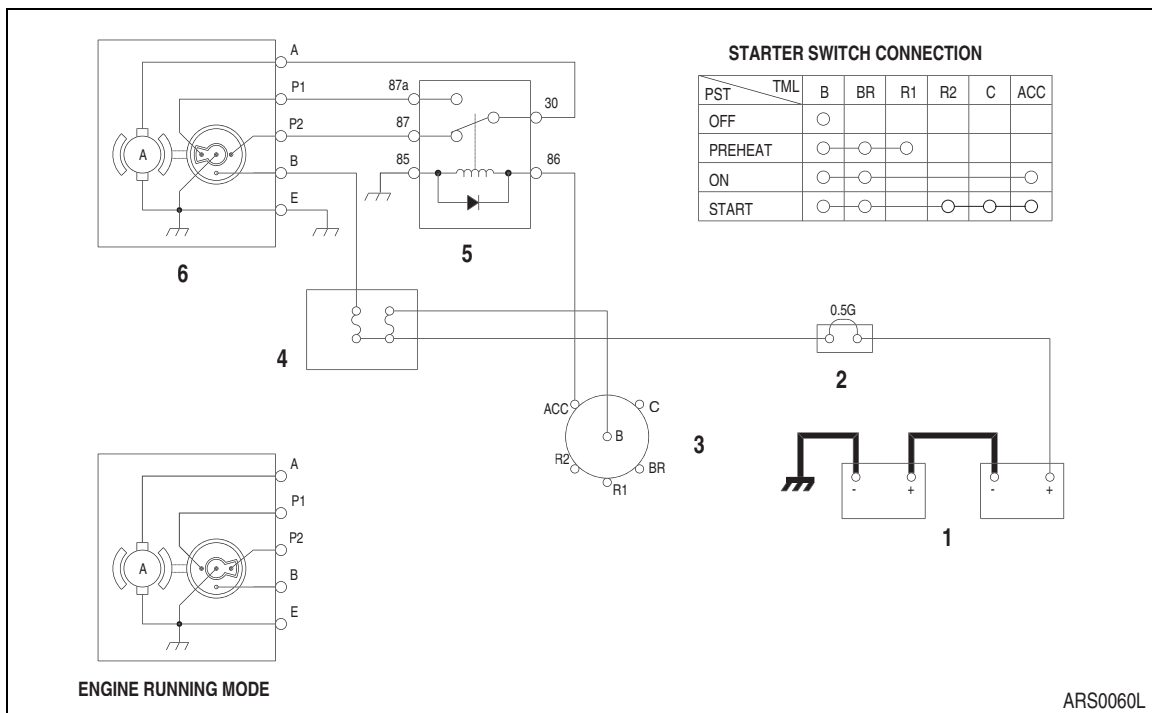 STARTER SWITCH CONNECTION
PST TML B BR R1 R2 C ACC
OFF
PREHEAT
ON
START
A
P1
P2
B
E
A
6
87a
87
85
30
86
5
4
0.5G
2
ACC
C
B
R2
BR
R1
3
- + - +
1
A
P1
P2
B
E
A
ENGINE RUNNING MODE
ARS0060L